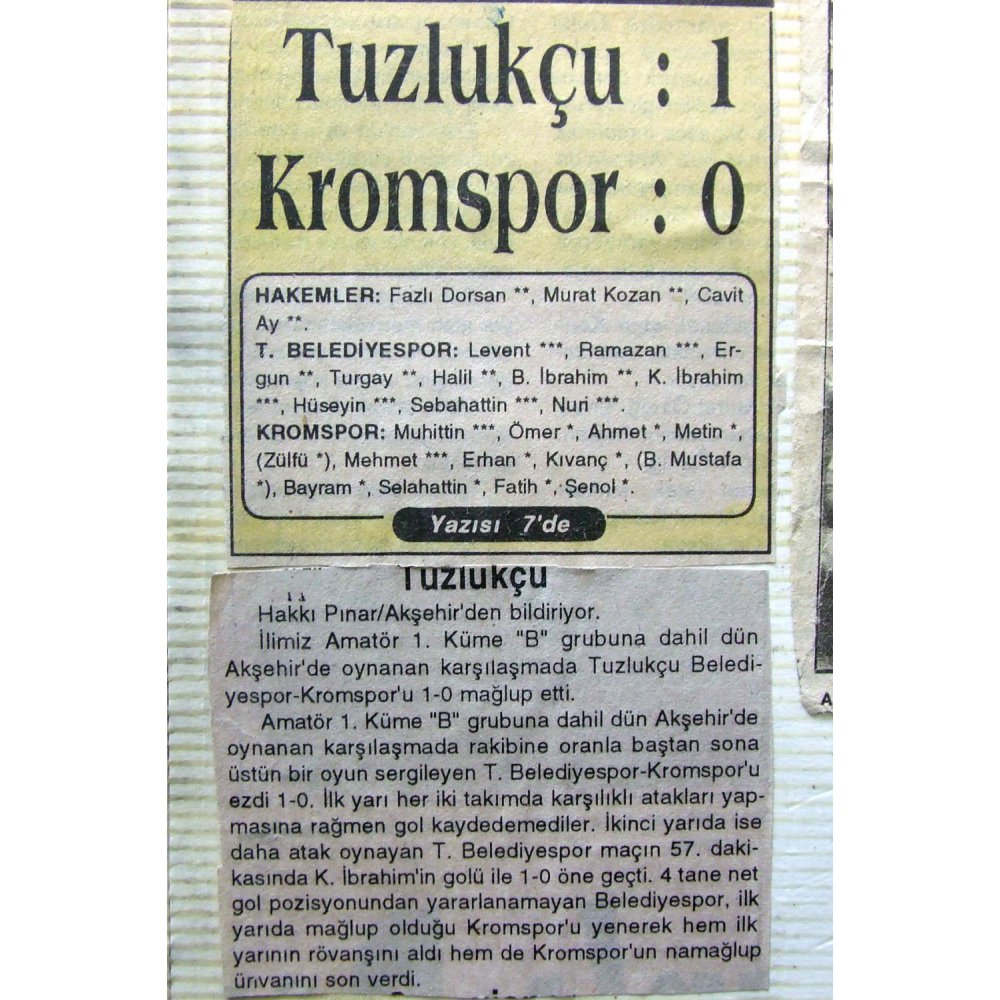 Tuzlukçu : 1
Kromspor : 0
HAKEMLER: Fazlı Dorsan **, Murat Kozan **, Cavit
Ay **.
T. BELEDİYESPOR: Levent ***, Ramazan ***, Er-
gun **, Turgay **, Halil **, B. İbrahim **, K. İbrahim
***, Hüseyin ***, Sebahattin ***, Nuri ***.
KROMSPOR: Muhittin ***, Ömer *, Ahmet *, Metin *,
(Zülfü *), Mehmet ***, Erhan *, Kıvanç *, (B. Mustafa
*), Bayram *, Selahattin *, Fatih *, Şenol *.
Yazısı 7'de
Tuzlukçu
Hakkı Pınar/Akşehir'den bildiriyor.
İlimiz Amatör 1. Küme "B" grubuna dahil dün
Akşehir'de oynanan karşılaşmada Tuzlukçu Beledi-
yespor-Kromspor'u 1-0 mağlup etti.
Amatör 1. Küme "B" grubuna dahil dün Akşehir'de
oynanan karşılaşmada rakibine oranla baştan sona
üstün bir oyun sergileyen T. Belediyespor-Kromspor'u
ezdi 1-0. İlk yarı her iki takımda karşılıklı atakları yap-
masına rağmen gol kaydedemediler. İkinci yarıda ise
daha atak oynayan T. Belediyespor maçın 57. daki-
kasında K. İbrahim'in golü ile 1-0 öne geçti. 4 tane net
gol pozisyonundan yararlanamayan Belediyespor, ilk
yarıda mağlup olduğu Kromspor'u yenerek hem ilk
yarının rövanşını aldı hem de Kromspor'un namağlup
ünvanını son verdi.
A